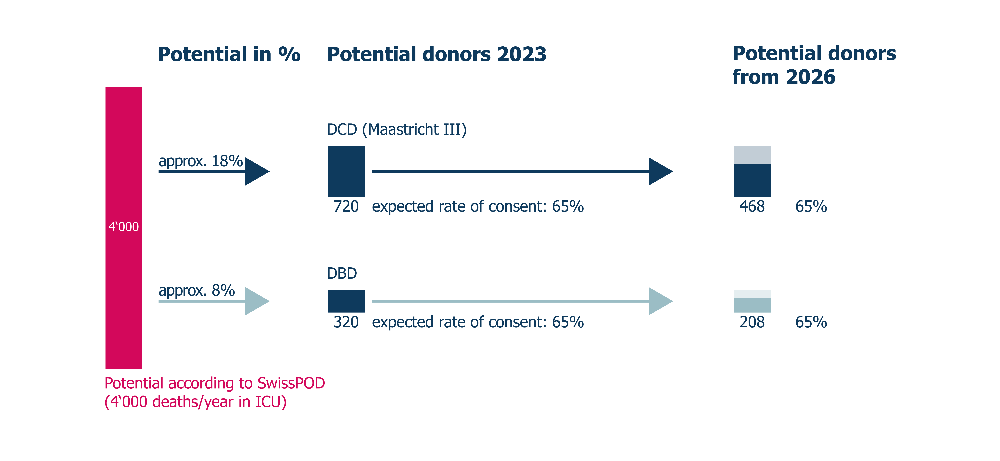 Potential in %
Potential donors 2023
Potential donors
from 2026
DCD (Maastricht III)
approx. 18%
720
expected rate of consent: 65%
468
65%
4‘000
DBD
approx. 8%
320
expected rate of consent: 65%
208
65%
Potential according to SwissPOD
(4‘000 deaths/year in ICU)